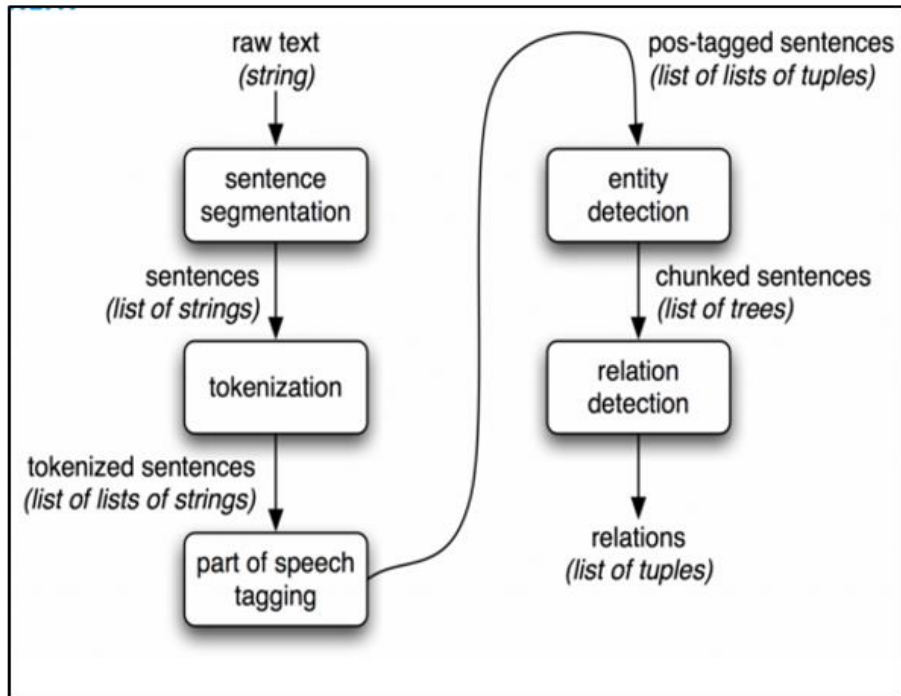 raw text
(string)
sentence
segmentation
sentences
(list of strings)
tokenization
tokenized sentences
(list of lists of strings)
part of speech
tagging
pos-tagged sentences
(list of lists of tuples)
entity
detection
chunked sentences
(list of trees)
relation
detection
relations
(list of tuples)